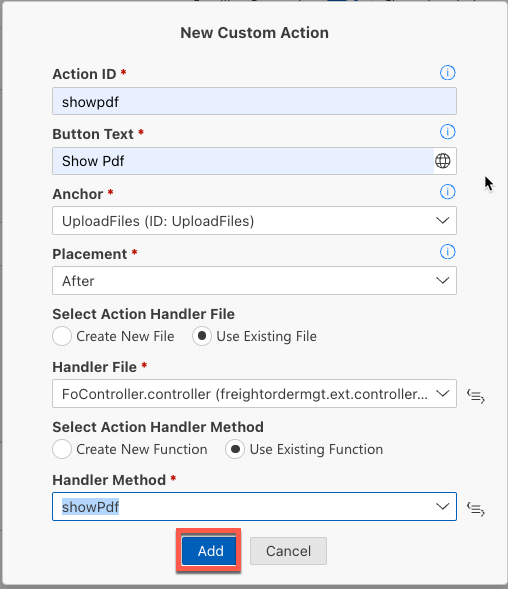 New Custom Action
Action ID *
showpdf
Button Text *
Show Pdf
Anchor *
UploadFiles (ID: UploadFiles)
Placement *
After
Select Action Handler File
Create New File Use Existing File
Handler File *
FoController.controller (freightordermgt.ext.controller...
Select Action Handler Method
Create New Function Use Existing Function
Handler Method *
showPdf
Add Cancel